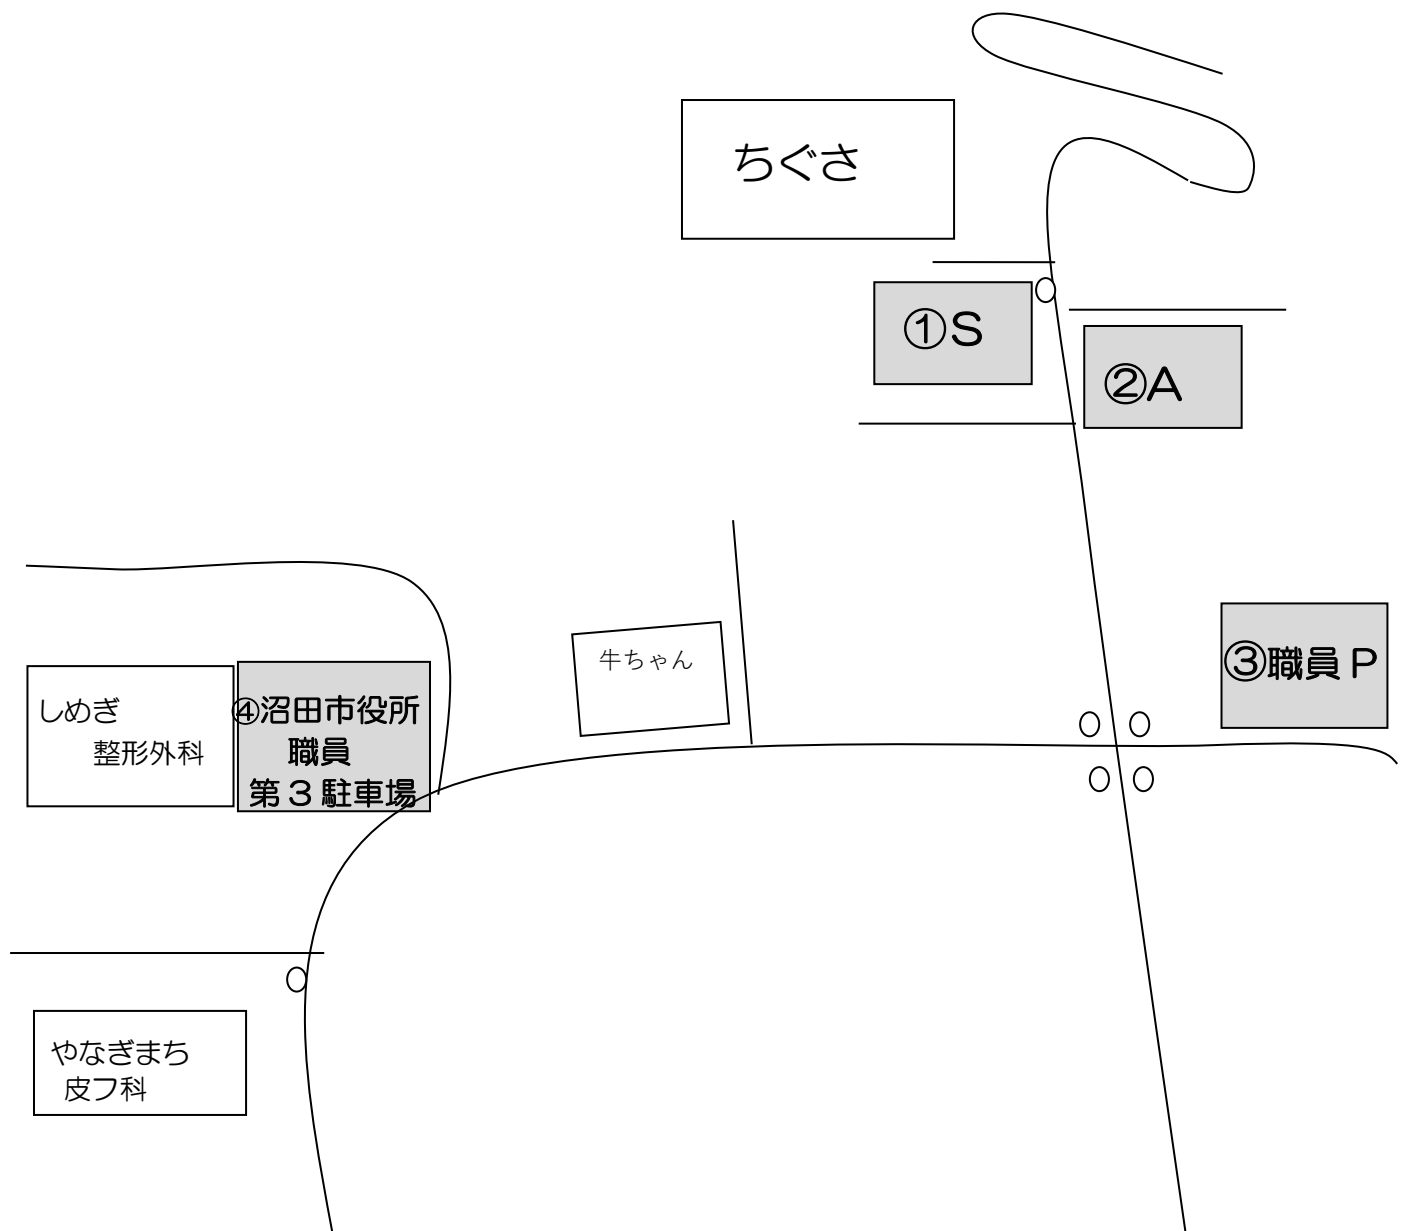 ちぐさ
①S
②A
牛ちゃん
③職員P
しめぎ
整形外科
④沼田市役所
職員
第3駐車場
やなぎまち
皮フ科